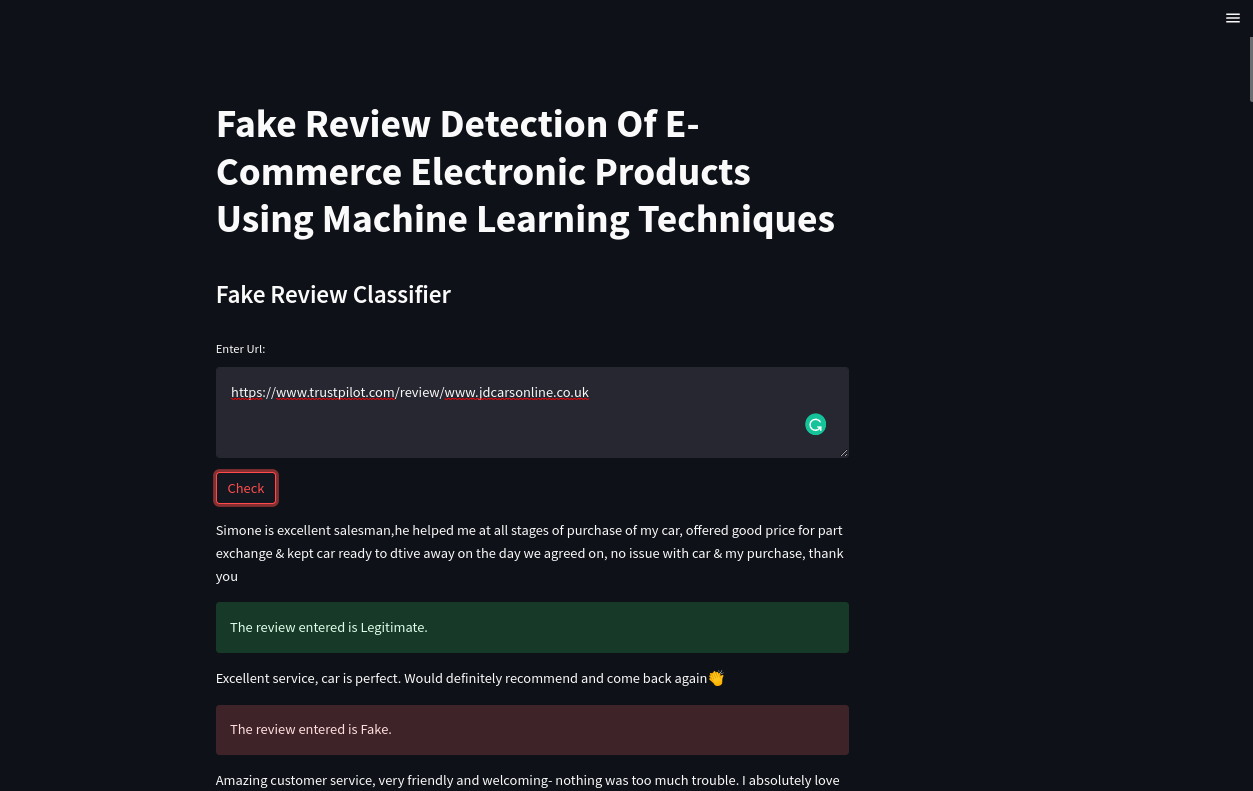 Fake Review Detection Of E-
Commerce Electronic Products
Using Machine Learning Techniques
Fake Review Classifier
Enter Url:
https://www.trustpilot.com/review/www.jdcarsonline.co.uk
Check
Simone is excellent salesman,he helped me at all stages of purchase of my car, offered good price for part
exchange & kept car ready to dtive away on the day we agreed on, no issue with car & my purchase, thank
you
The review entered is Legitimate.
Excellent service, car is perfect. Would definitely recommend and come back again👏
The review entered is Fake.
Amazing customer service, very friendly and welcoming- nothing was too much trouble. I absolutely love